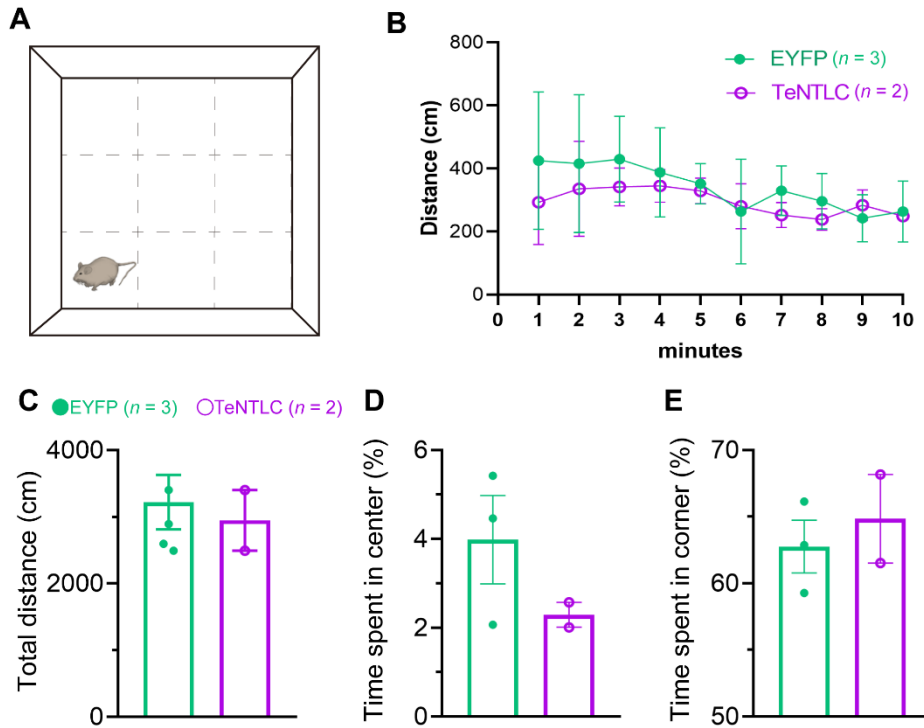 A
B
Distance (cm)
800
600
400
200
0
EYFP (n = 3)
TeNTLC (n = 2)
0 1 2 3 4 5 6 7 8 9 10
minutes
C
EYFP (n = 3) TeNTLC (n = 2)
Total distance (cm)
4000
2000
0
D
Time spent in center (%)
6
4
2
0
E
Time spent in corner (%)
70
60
50